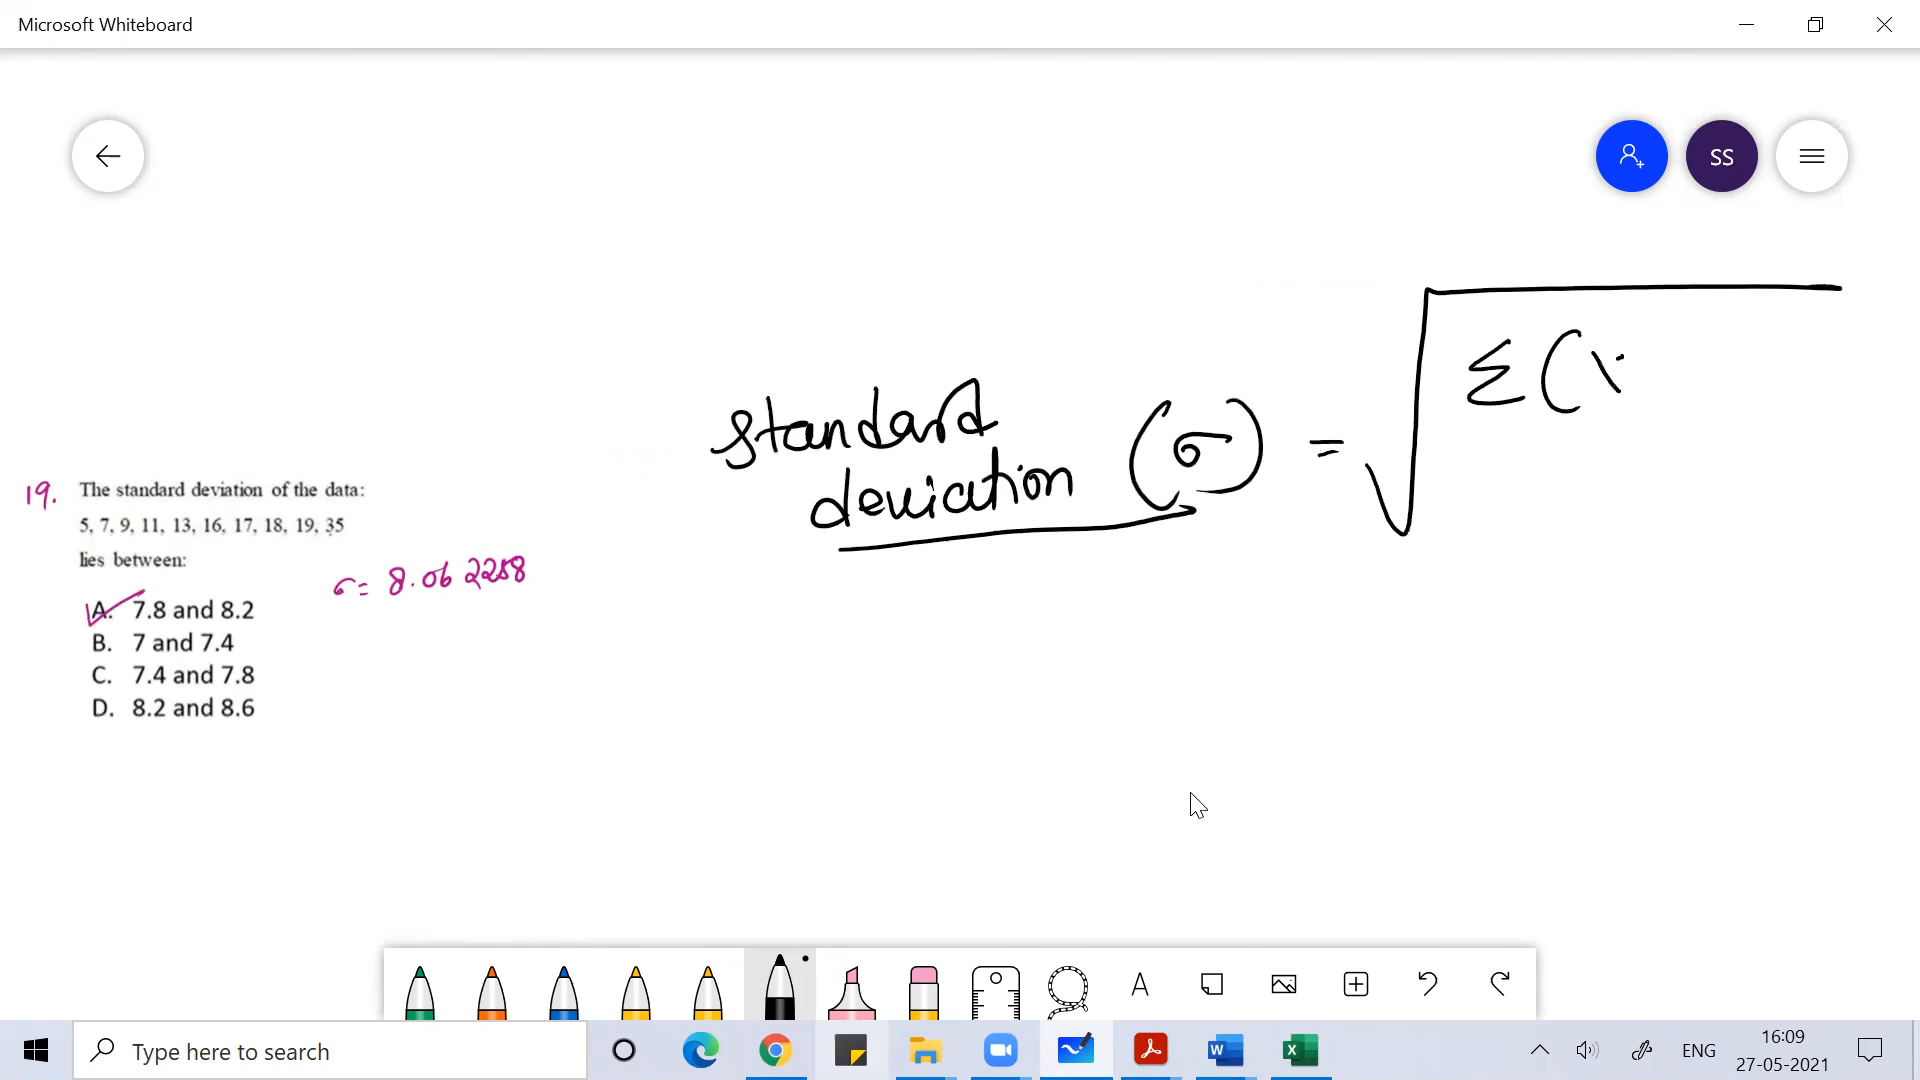 Microsoft Whiteboard
SS
standard
deviation (σ) = √ Σ(x
19. The standard deviation of the data:
5, 7, 9, 11, 13, 16, 17, 18, 19, 35
lies between:
σ = 8.062258
A. 7.8 and 8.2
B. 7 and 7.4
C. 7.4 and 7.8
D. 8.2 and 8.6
A
Type here to search
ENG
16:09
27-05-2021